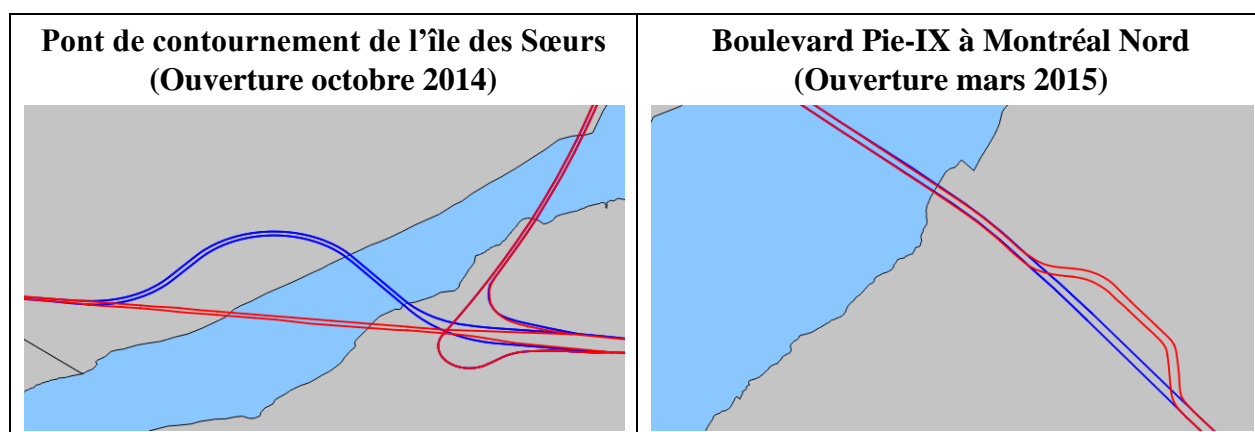 Pont de contournement de l’île des Sœurs
(Ouverture octobre 2014)
Boulevard Pie-IX à Montréal Nord
(Ouverture mars 2015)